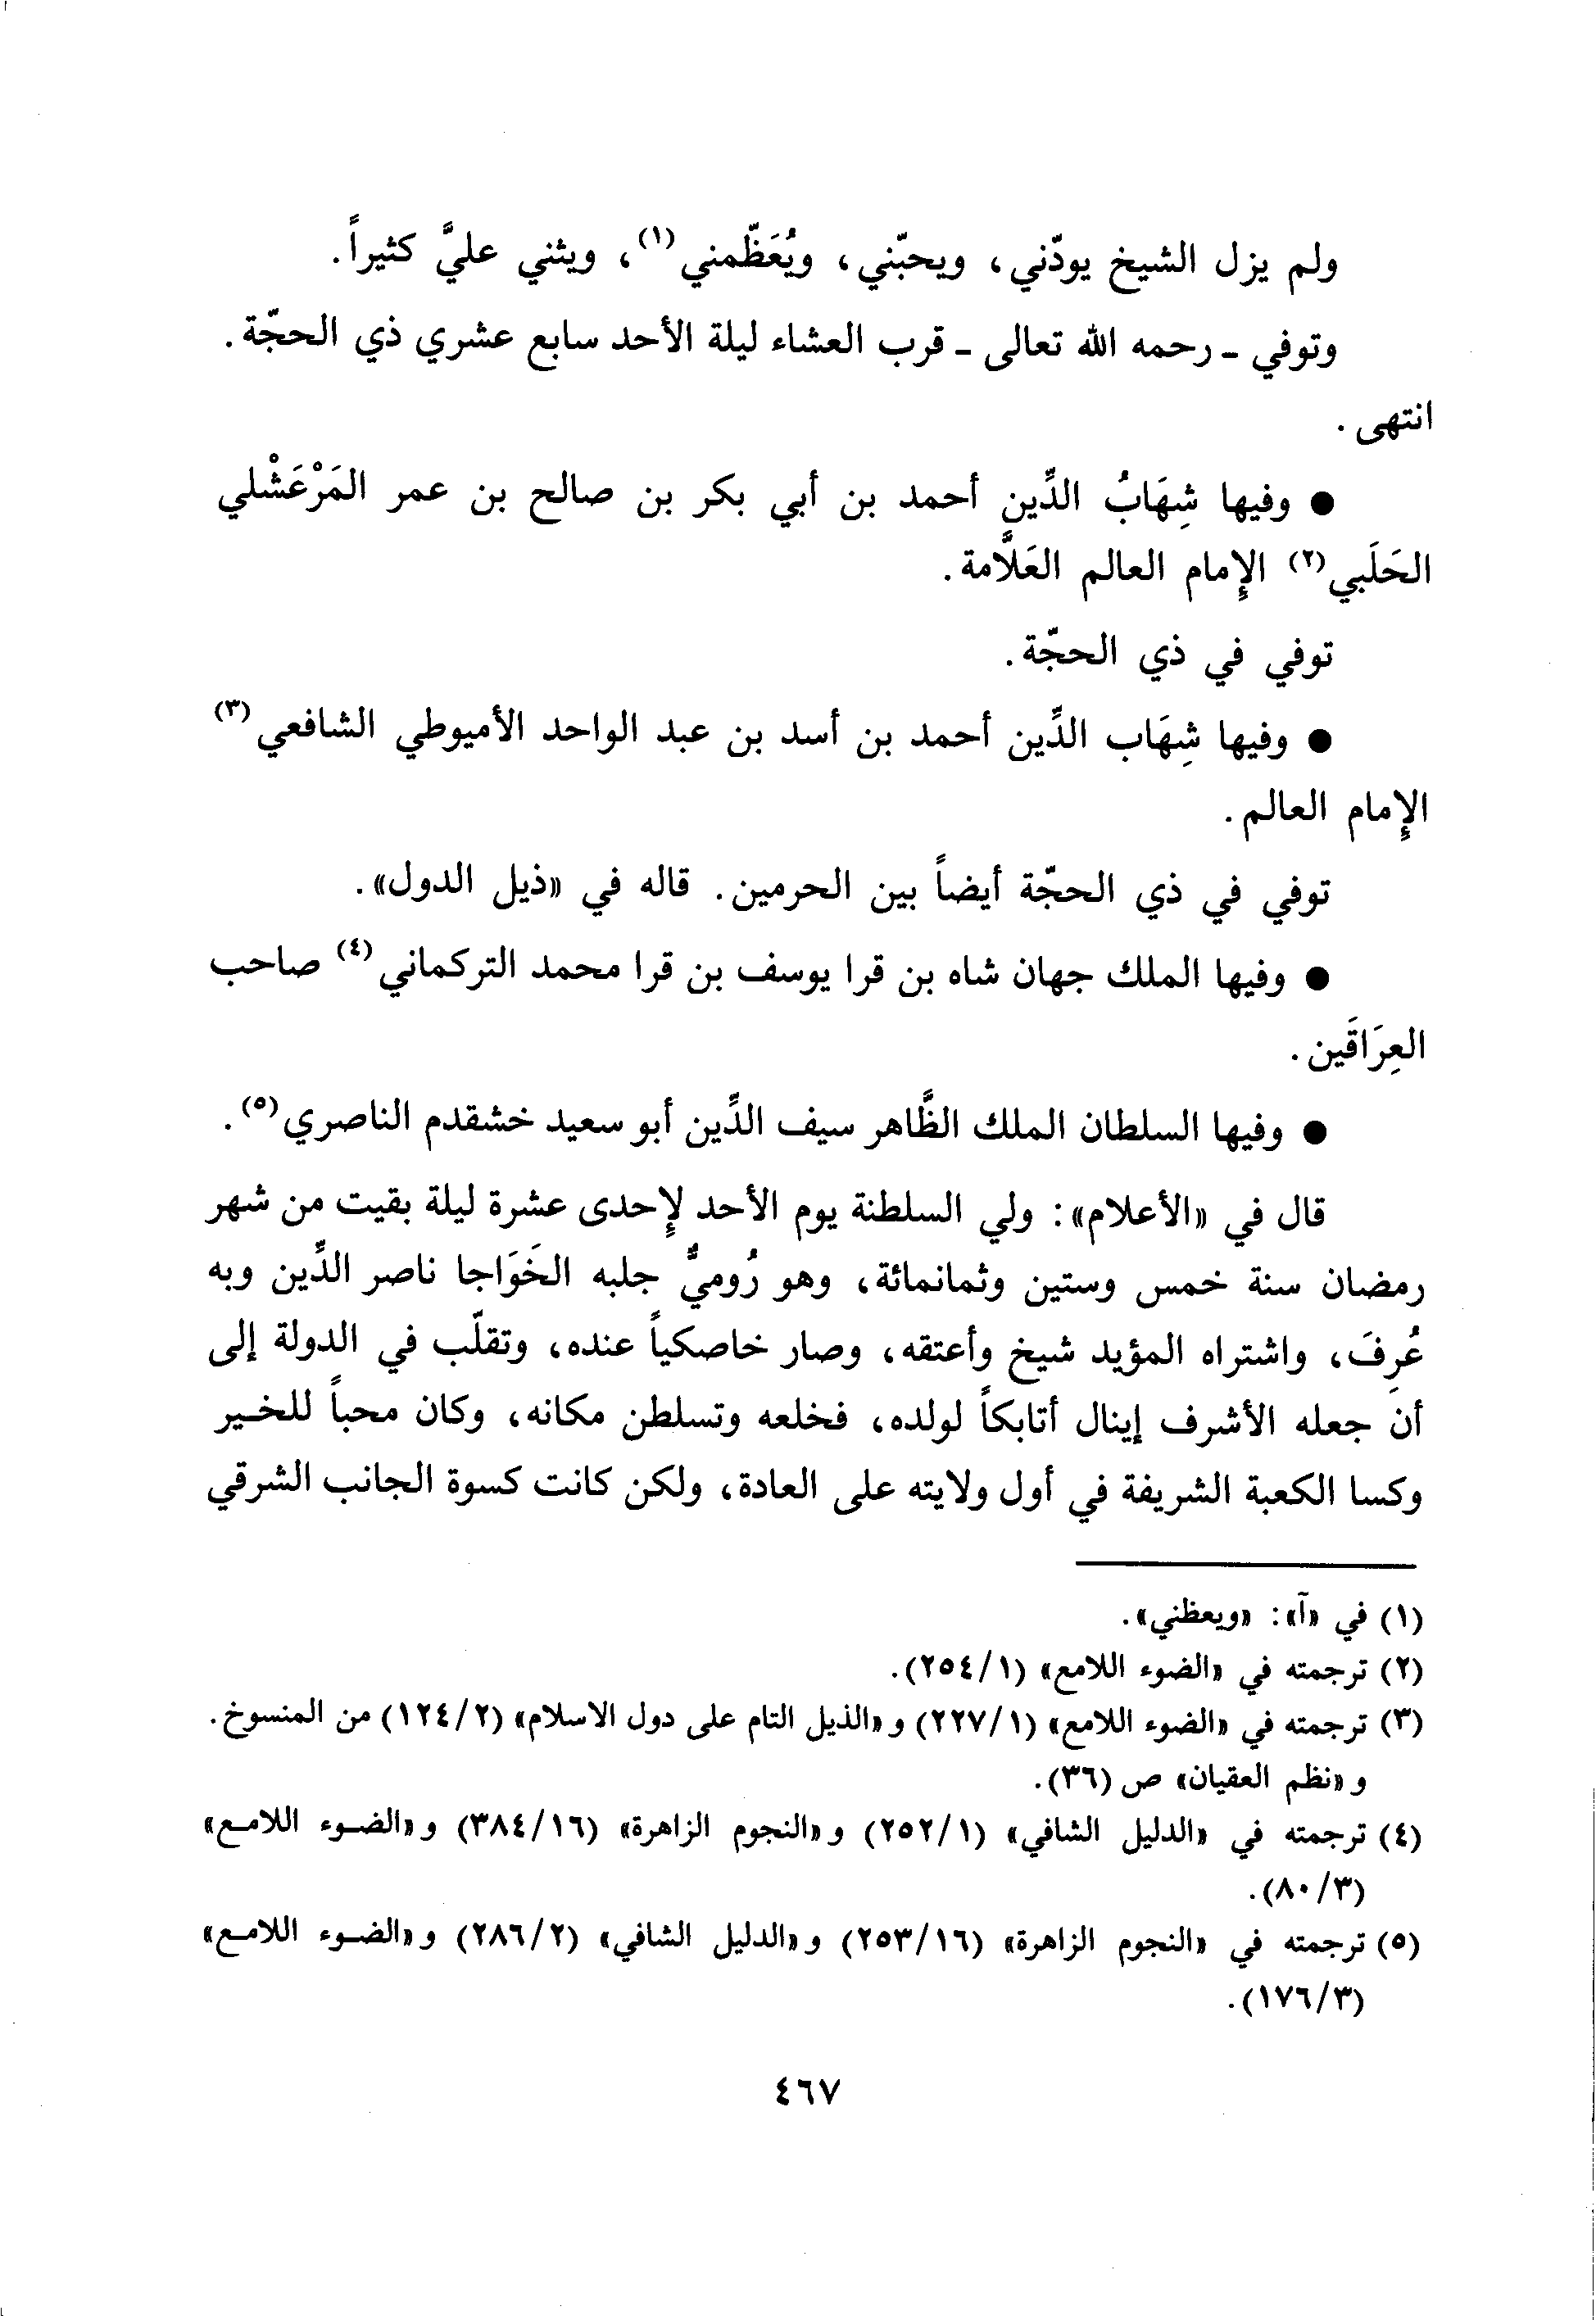 ولم يزل الشيخ يودّني، ويحبّني، ويُعَظّمني(١)، ويثني عليَّ كثيراً.
وتوفي - رحمه الله تعالى - قرب العشاء ليلة الأحد سابع عشري ذي الحجّة.
انتهى.
● وفيها شِهَابُ الدِّين أحمد بن أبي بكر بن صالح بن عمر المَرْعَشْلي
الحَلَبي(٢) الإِمام العالم العَلَّامة.
توفي في ذي الحجّة.
● وفيها شِهَاب الدِّين أحمد بن أسد بن عبد الواحد الأميوطي الشافعي(٣)
الإِمام العالم.
توفي في ذي الحجّة أيضاً بين الحرمين. قاله في «ذيل الدول».
● وفيها الملك جهان شاه بن قرا يوسف بن قرا محمد التركماني(٤) صاحب
العِرَاقَين.
● وفيها السلطان الملك الظَّاهر سيف الدِّين أبو سعيد خشقدم الناصري(٥).
قال في «الأعلام»: ولي السلطنة يوم الأحد لإِحدى عشرة ليلة بقيت من شهر
رمضان سنة خمس وستين وثمانمائة، وهو رُوميٌّ جلبه الخَوَاجا ناصر الدِّين وبه
عُرِفَ، واشتراه المؤيد شيخ وأعتقه، وصار خاصكياً عنده، وتقلّب في الدولة إلى
أن جعله الأشرف إينال أتابكاً لولده، فخلعه وتسلطن مكانه، وكان محباً للخير
وكسا الكعبة الشريفة في أول ولايته على العادة، ولكن كانت كسوة الجانب الشرقي
(١) في «آ»: «ويعظني».
(٢) ترجمته في «الضوء اللامع» (١/٢٥٤).
(٣) ترجمته في «الضوء اللامع» (١/٢٢٧) و«الذيل التام على دول الاسلام» (٢/١٢٤) من المنسوخ.
و«نظم العقيان» ص (٣٦).
(٤) ترجمته في «الدليل الشافي» (١/٢٥٢) و«النجوم الزاهرة» (١٦/٣٨٤) و«الضوء اللامع»
(٣/٨٠).
(٥) ترجمته في «النجوم الزاهرة» (١٦/٢٥٣) و«الدليل الشافي» (٢/٢٨٦) و«الضوء اللامع»
(٣/١٧٦).
٤٦٧